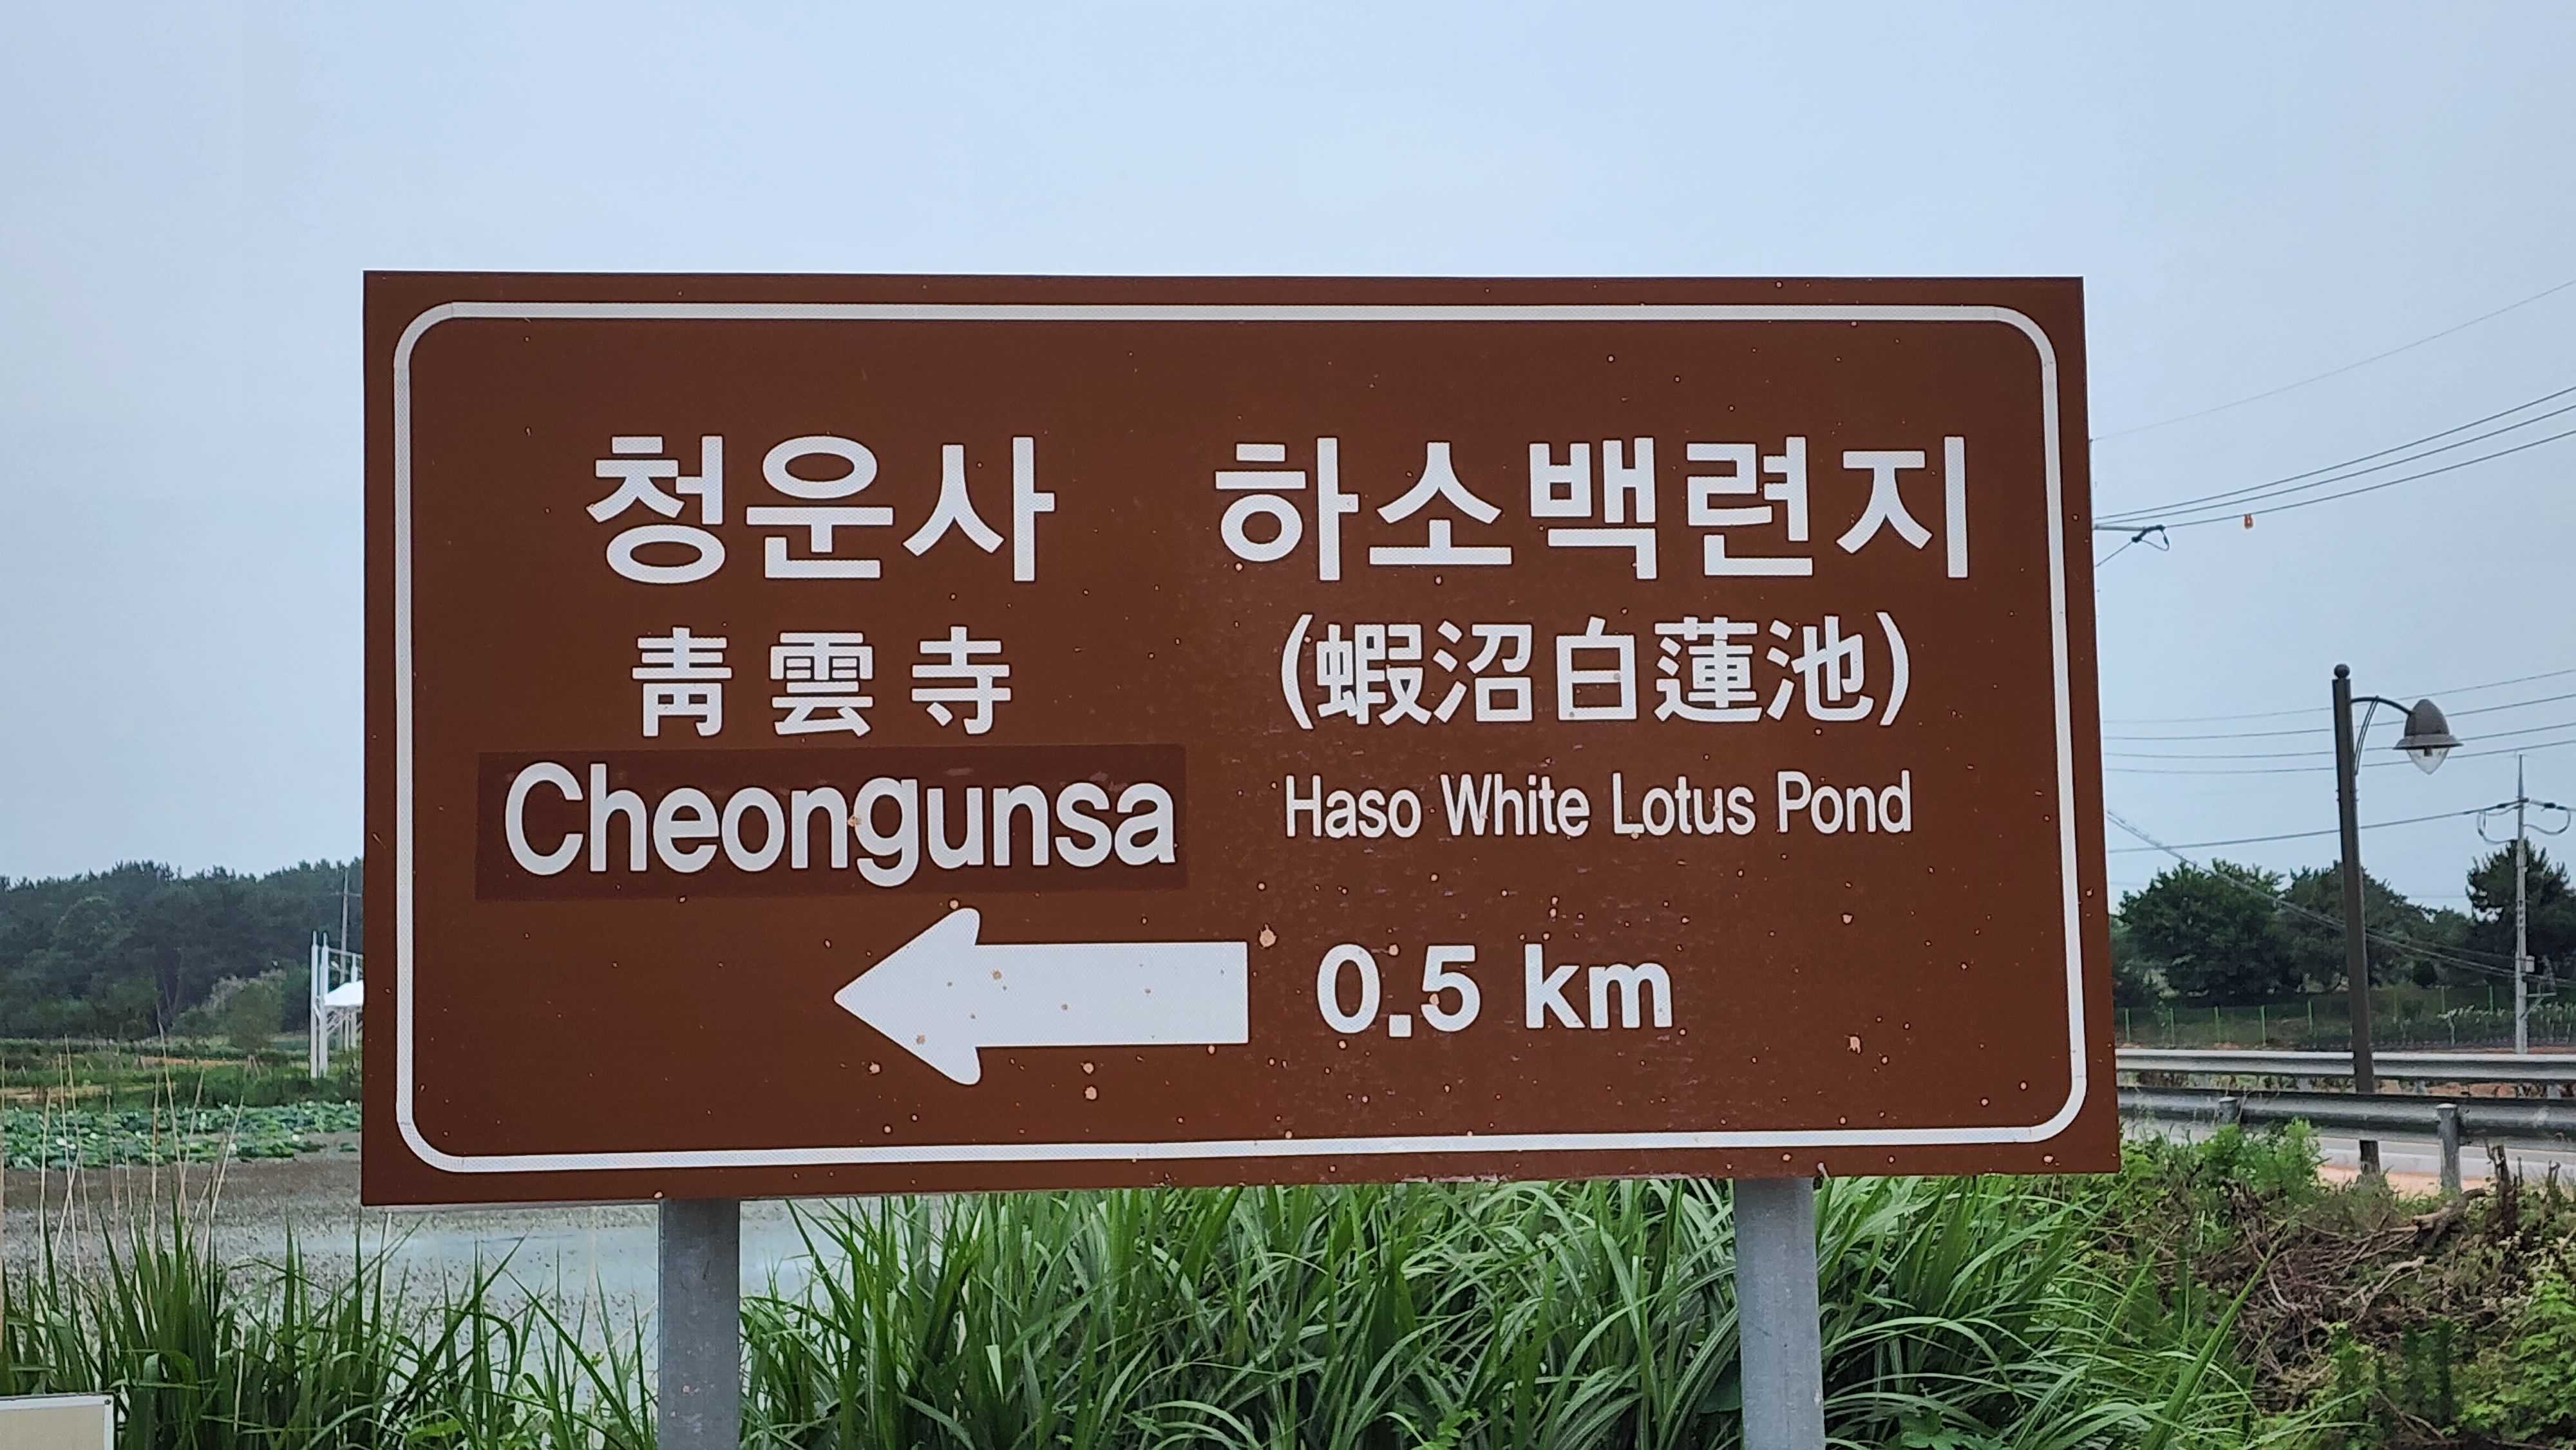 청운사 하소백련지
靑雲寺 (蝦沼白蓮池)
Cheongunsa Haso White Lotus Pond
0.5 km